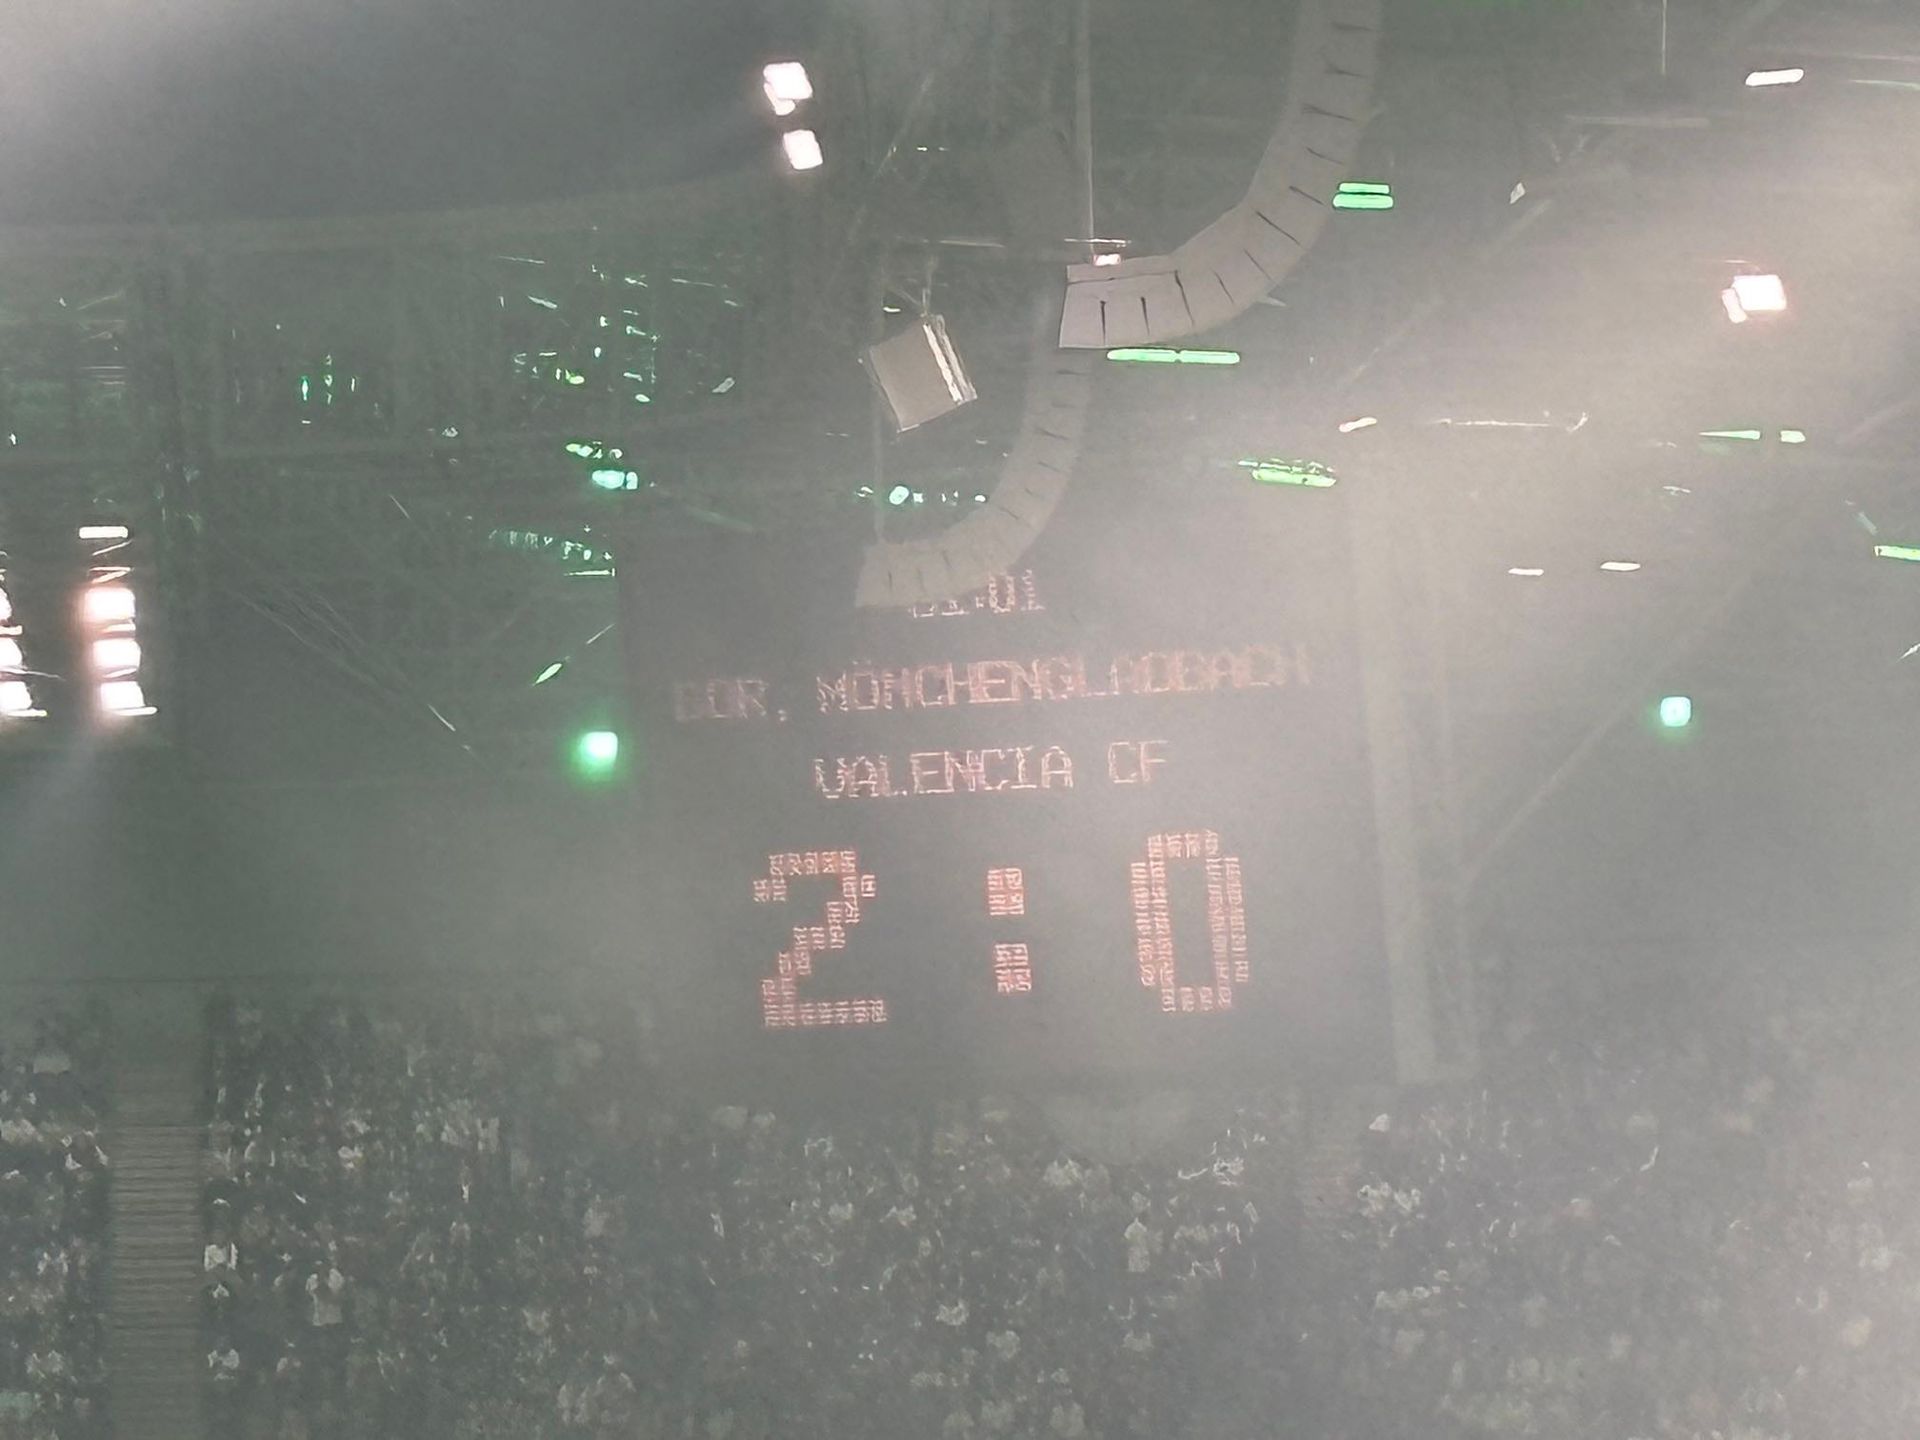 BOR. MÖNCHENGLADBACH
VALENCIA CF
2:0